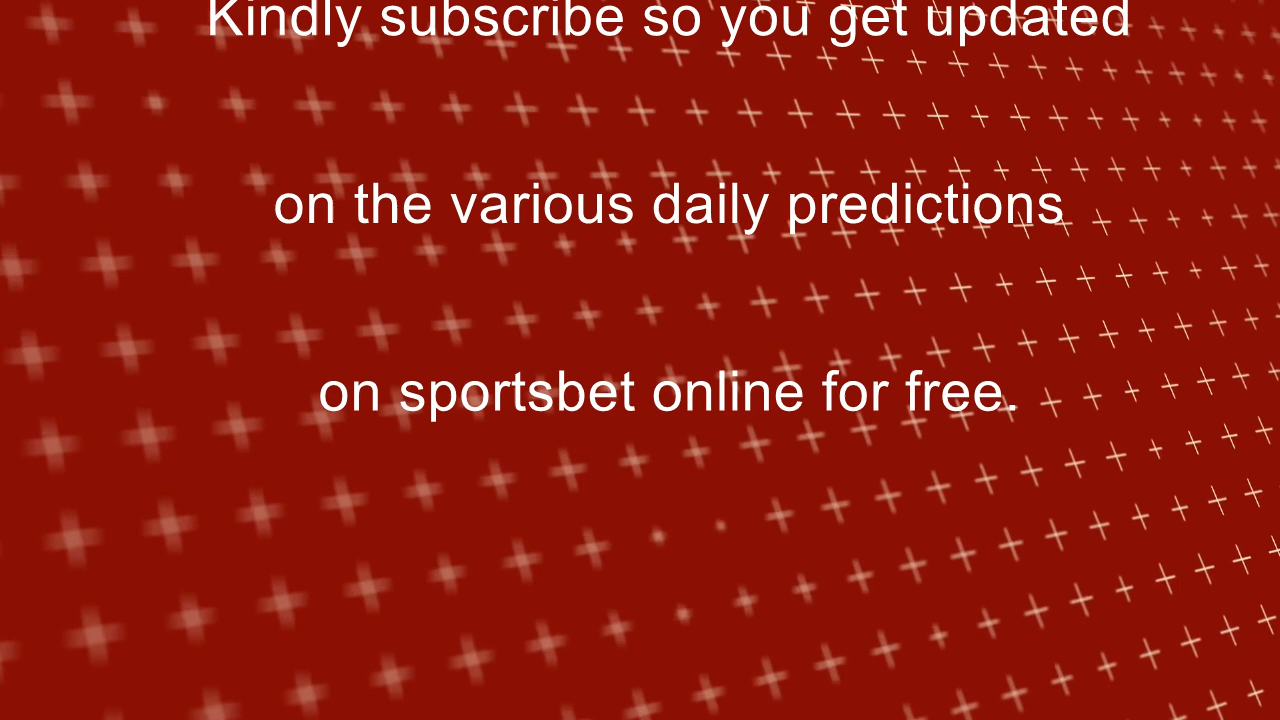 Kindly subscribe so you get updated
on the various daily predictions
on sportsbet online for free.